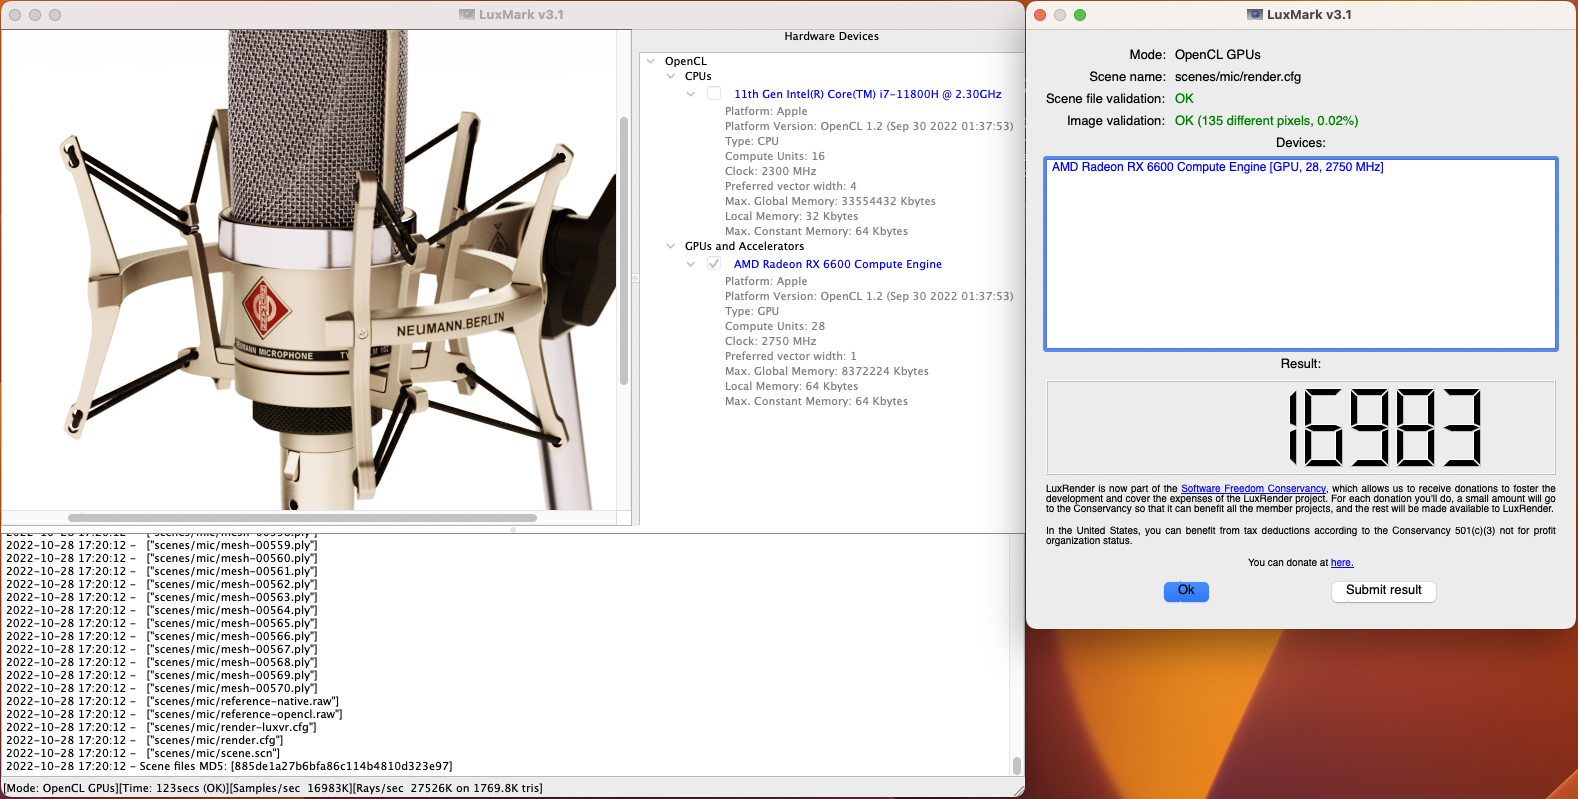 LuxMark v3.1
NEUMANN.BERLIN
NEUMANN
Hardware Devices
OpenCL
CPUs
11th Gen Intel(R) Core(TM) i7-11800H @ 2.30GHz
Platform: Apple
Platform Version: OpenCL 1.2 (Sep 30 2022 01:37:53)
Type: CPU
Compute Units: 16
Clock: 2300 MHz
Preferred vector width: 4
Max. Global Memory: 33554432 Kbytes
Local Memory: 32 Kbytes
Max. Constant Memory: 64 Kbytes
GPUs and Accelerators
AMD Radeon RX 6600 Compute Engine
Platform: Apple
Platform Version: OpenCL 1.2 (Sep 30 2022 01:37:53)
Type: GPU
Compute Units: 28
Clock: 2750 MHz
Preferred vector width: 1
Max. Global Memory: 8372224 Kbytes
Local Memory: 64 Kbytes
Max. Constant Memory: 64 Kbytes
2022-10-28 17:20:12 - ["scenes/mic/mesh-00558.ply"]
2022-10-28 17:20:12 - ["scenes/mic/mesh-00559.ply"]
2022-10-28 17:20:12 - ["scenes/mic/mesh-00560.ply"]
2022-10-28 17:20:12 - ["scenes/mic/mesh-00561.ply"]
2022-10-28 17:20:12 - ["scenes/mic/mesh-00562.ply"]
2022-10-28 17:20:12 - ["scenes/mic/mesh-00563.ply"]
2022-10-28 17:20:12 - ["scenes/mic/mesh-00564.ply"]
2022-10-28 17:20:12 - ["scenes/mic/mesh-00565.ply"]
2022-10-28 17:20:12 - ["scenes/mic/mesh-00566.ply"]
2022-10-28 17:20:12 - ["scenes/mic/mesh-00567.ply"]
2022-10-28 17:20:12 - ["scenes/mic/mesh-00568.ply"]
2022-10-28 17:20:12 - ["scenes/mic/mesh-00569.ply"]
2022-10-28 17:20:12 - ["scenes/mic/mesh-00570.ply"]
2022-10-28 17:20:12 - ["scenes/mic/reference-native.raw"]
2022-10-28 17:20:12 - ["scenes/mic/reference-opencl.raw"]
2022-10-28 17:20:12 - ["scenes/mic/render-luxvr.cfg"]
2022-10-28 17:20:12 - ["scenes/mic/render.cfg"]
2022-10-28 17:20:12 - ["scenes/mic/scene.scn"]
2022-10-28 17:20:12 - Scene files MD5: [885de1a27b6bfa86c114b4810d323e97]
[Mode: OpenCL GPUs][Time: 123secs (OK)][Samples/sec 16983K][Rays/sec 27526K on 1769.8K tris]
LuxMark v3.1
Mode: OpenCL GPUs
Scene name: scenes/mic/render.cfg
Scene file validation: OK
Image validation: OK (135 different pixels, 0.02%)
Devices:
AMD Radeon RX 6600 Compute Engine [GPU, 28, 2750 MHz]
Result:
16983
LuxRender is now part of the Software Freedom Conservancy, which allows us to receive donations to foster the
development and cover the expenses of the LuxRender project. For each donation you'll do, a small amount will go
to the Conservancy so that it can benefit all the member projects, and the rest will be made available to LuxRender.
In the United States, you can benefit from tax deductions according to the Conservancy 501(c)(3) not for profit
organization status.
You can donate at here.
Ok
Submit result